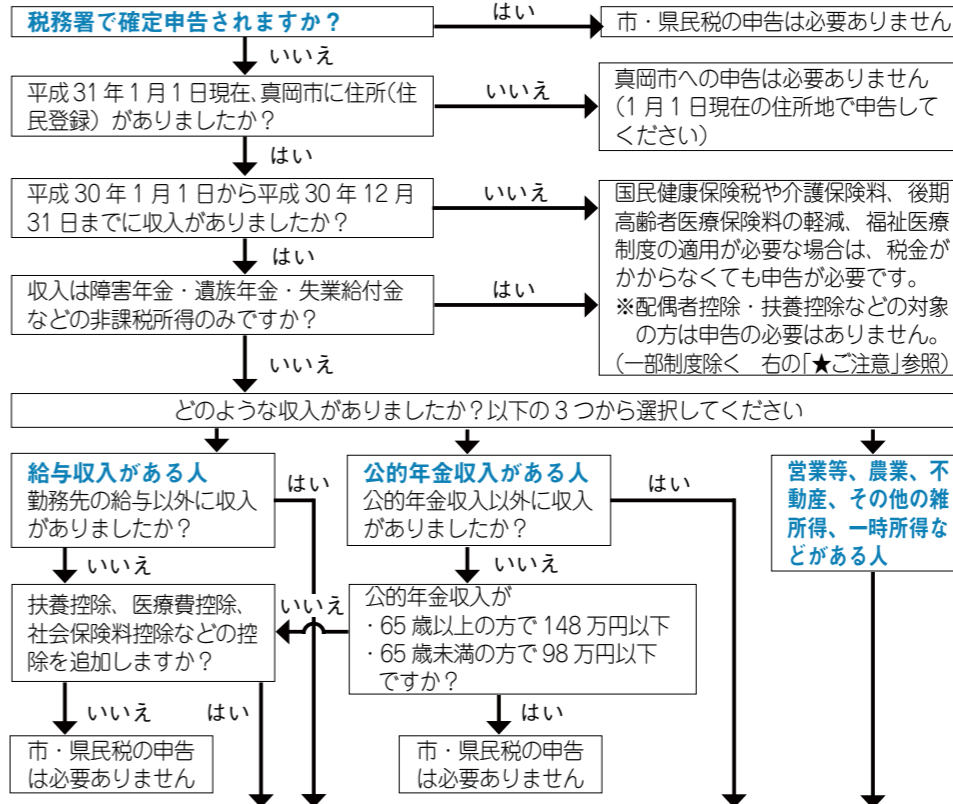 税務署で確定申告されますか？
はい
市・県民税の申告は必要ありません
いいえ
平成31年1月1日現在、真岡市に住所(住
民登録）がありましたか？
いいえ
真岡市への申告は必要ありません
（1月1日現在の住所地で申告して
ください）
はい
平成30年1月1日から平成30年12月
31日までに収入がありましたか？
いいえ
国民健康保険税や介護保険料、後期
高齢者医療保険料の軽減、福祉医療
制度の適用が必要な場合は、税金が
かからなくても申告が必要です。
※配偶者控除・扶養控除などの対象
の方は申告の必要はありません。
（一部制度除く　右の「★ご注意」参照）
はい
収入は障害年金・遺族年金・失業給付金
などの非課税所得のみですか？
はい
いいえ
どのような収入がありましたか？以下の3つから選択してください
給与収入がある人
勤務先の給与以外に収入
がありましたか？
はい
公的年金収入がある人
公的年金収入以外に収入
がありましたか？
はい
営業等、農業、不
動産、その他の雑
所得、一時所得な
どがある人
いいえ
いいえ
扶養控除、医療費控除、
社会保険料控除などの控
除を追加しますか？
いいえ
公的年金収入が
・65歳以上の方で148万円以下
・65歳未満の方で98万円以下
ですか？
いいえ
はい
はい
市・県民税の申告
は必要ありません
市・県民税の申告
は必要ありません